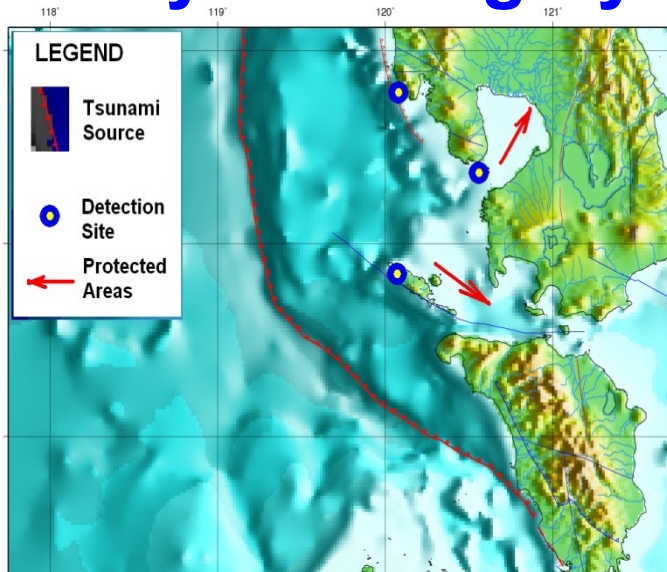 118°
119°
120°
121°
LEGEND
Tsunami
Source
Detection
Site
Protected
Areas